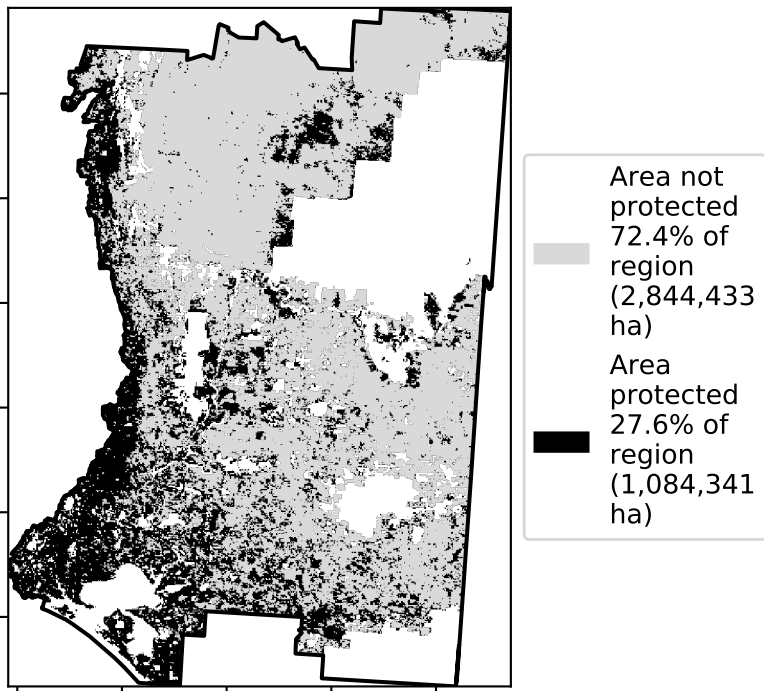 Area not
protected
72.4% of
region
(2,844,433
ha)
Area
protected
27.6% of
region
(1,084,341
ha)